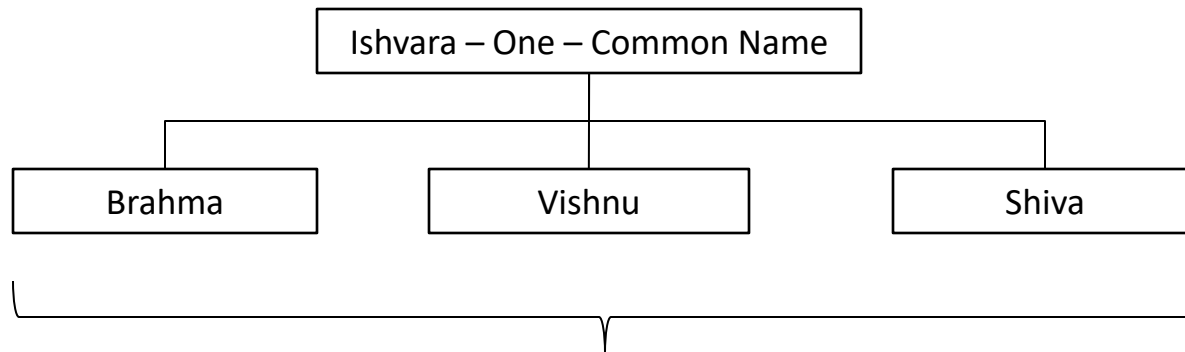 Ishvara – One – Common Name
Brahma
Vishnu
Shiva